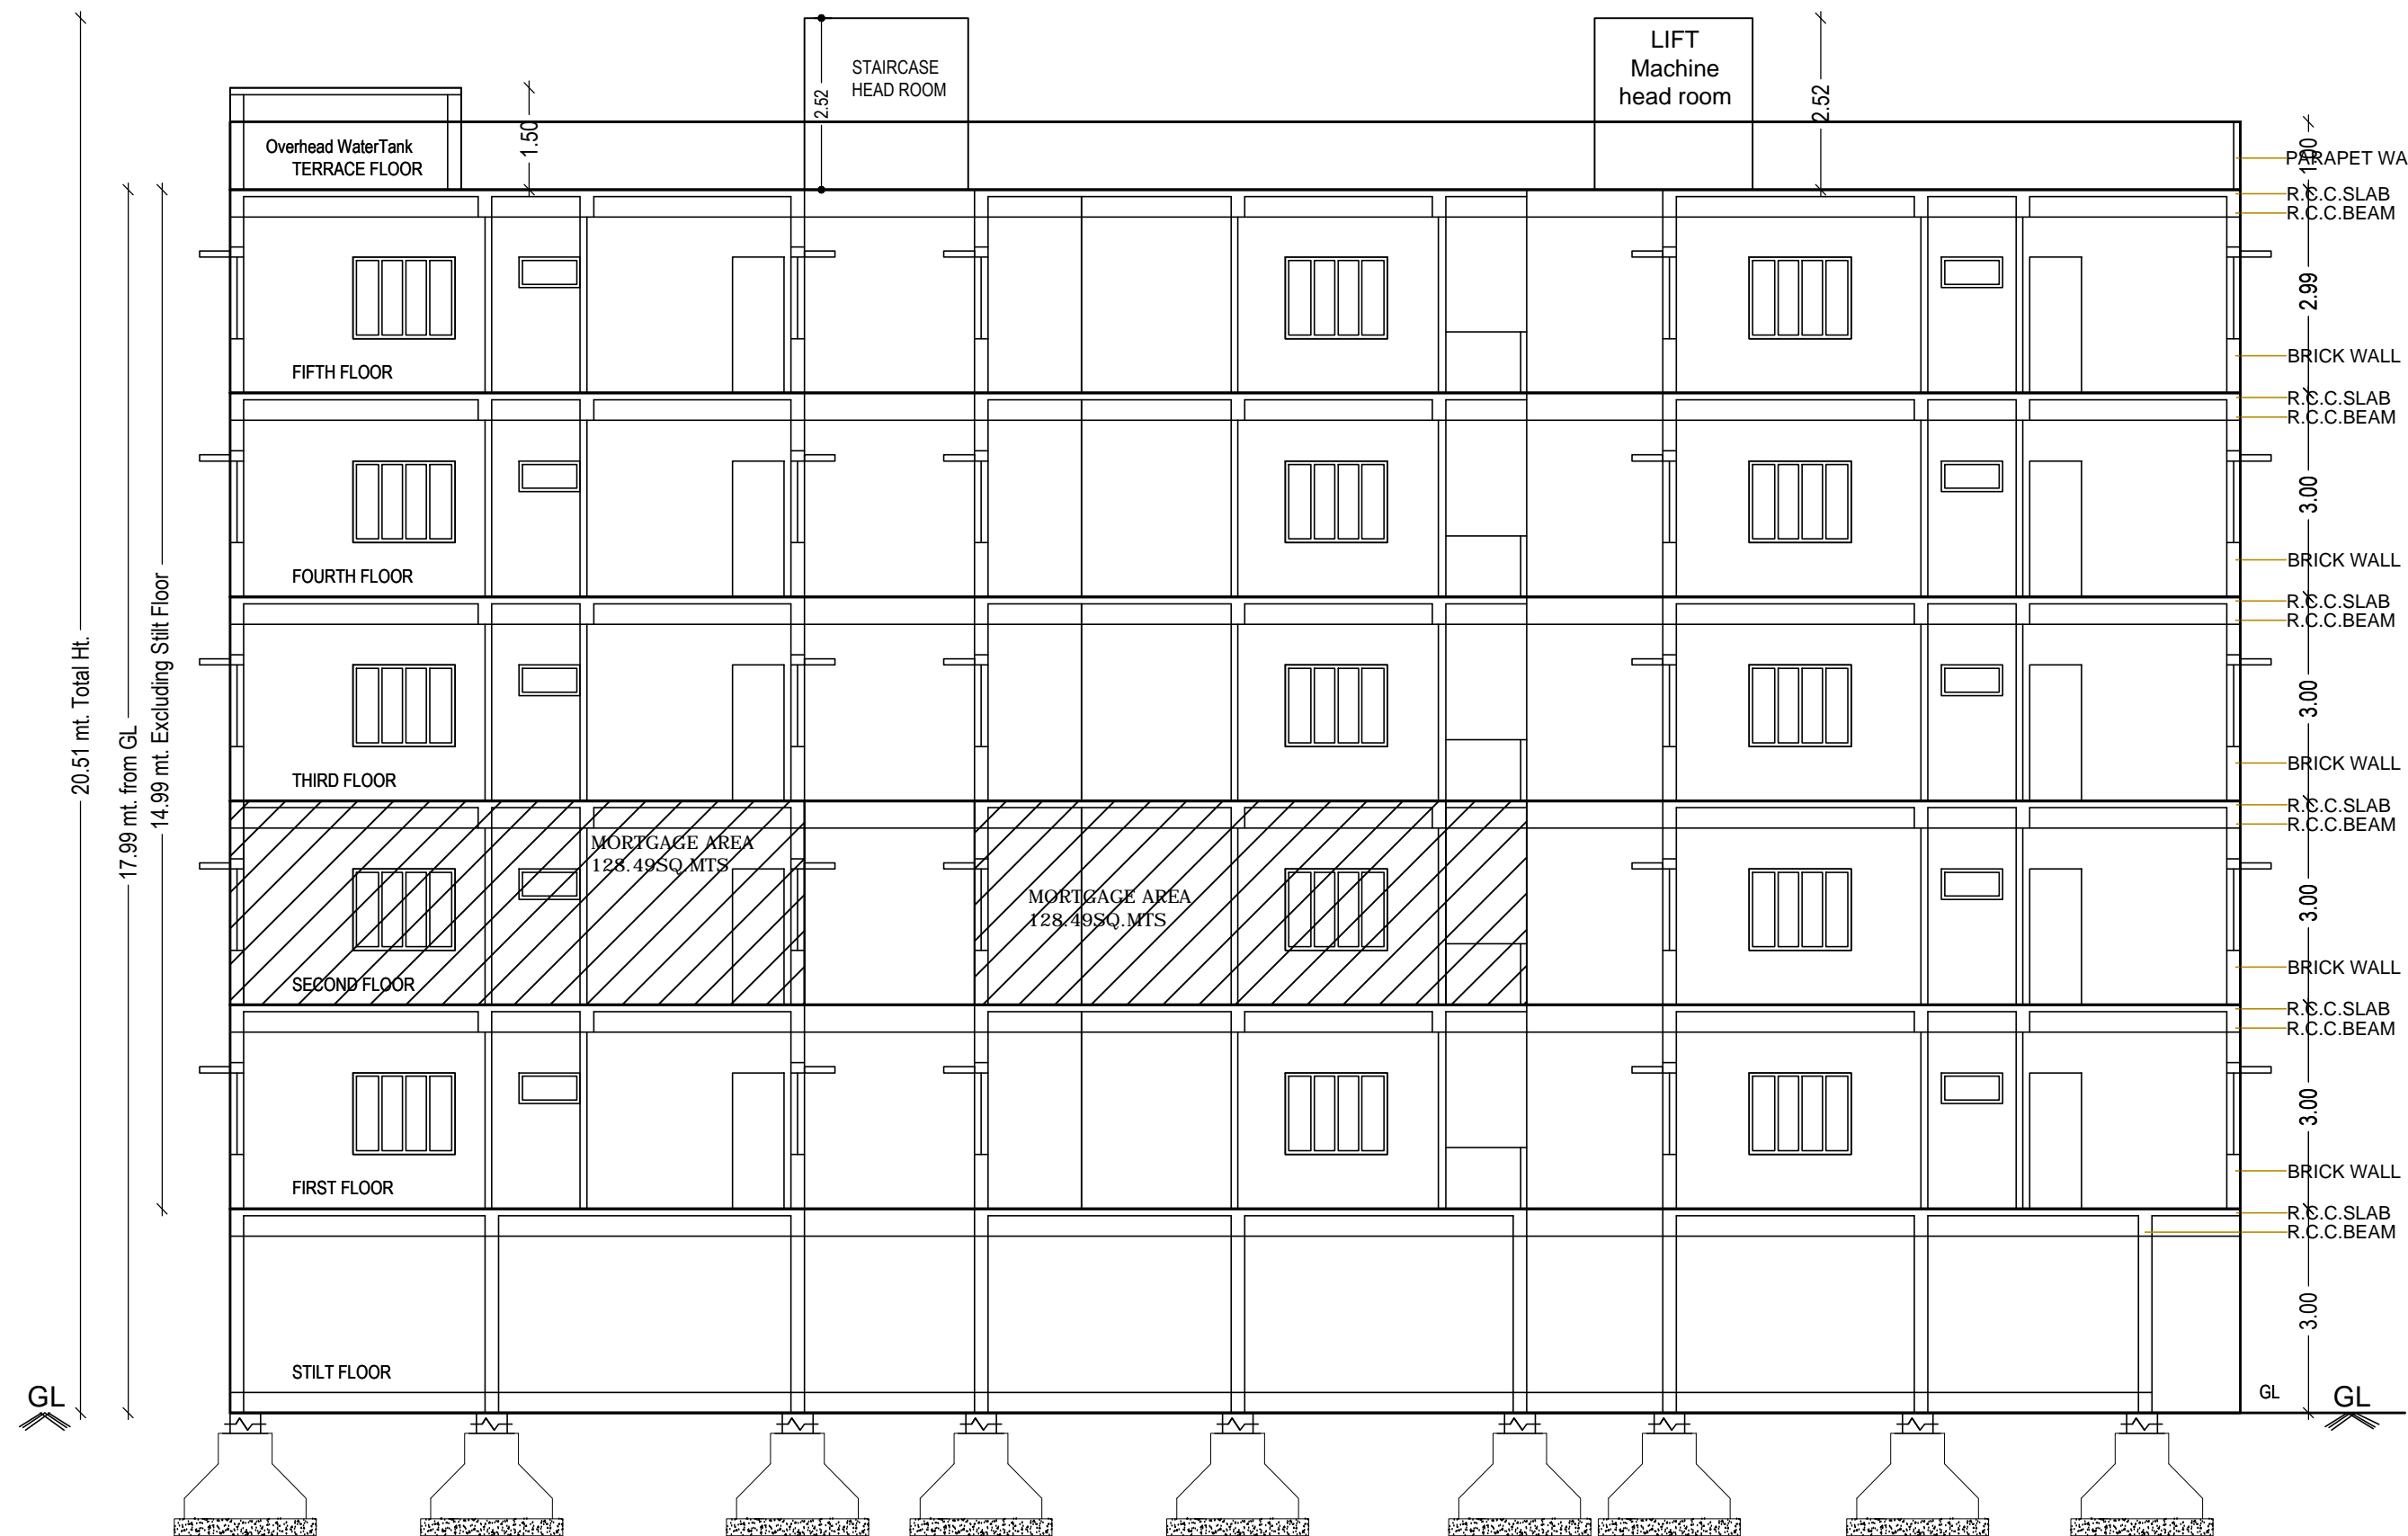 STAIRCASE
HEAD ROOM
2.52
LIFT
Machine
head room
2.52
Overhead WaterTank
TERRACE FLOOR
1.50
1.00
PARAPET WA
R.C.C.SLAB
R.C.C.BEAM
2.99
FIFTH FLOOR
BRICK WALL
R.C.C.SLAB
R.C.C.BEAM
3.00
FOURTH FLOOR
BRICK WALL
R.C.C.SLAB
R.C.C.BEAM
20.51 mt. Total Ht.
17.99 mt. from GL
14.99 mt. Excluding Stilt Floor
3.00
THIRD FLOOR
BRICK WALL
R.C.C.SLAB
R.C.C.BEAM
MORTGAGE AREA
128.49SQ.MTS
MORTGAGE AREA
128.49SQ.MTS
3.00
SECOND FLOOR
BRICK WALL
R.C.C.SLAB
R.C.C.BEAM
3.00
FIRST FLOOR
BRICK WALL
R.C.C.SLAB
R.C.C.BEAM
3.00
STILT FLOOR
GL
GL
GL